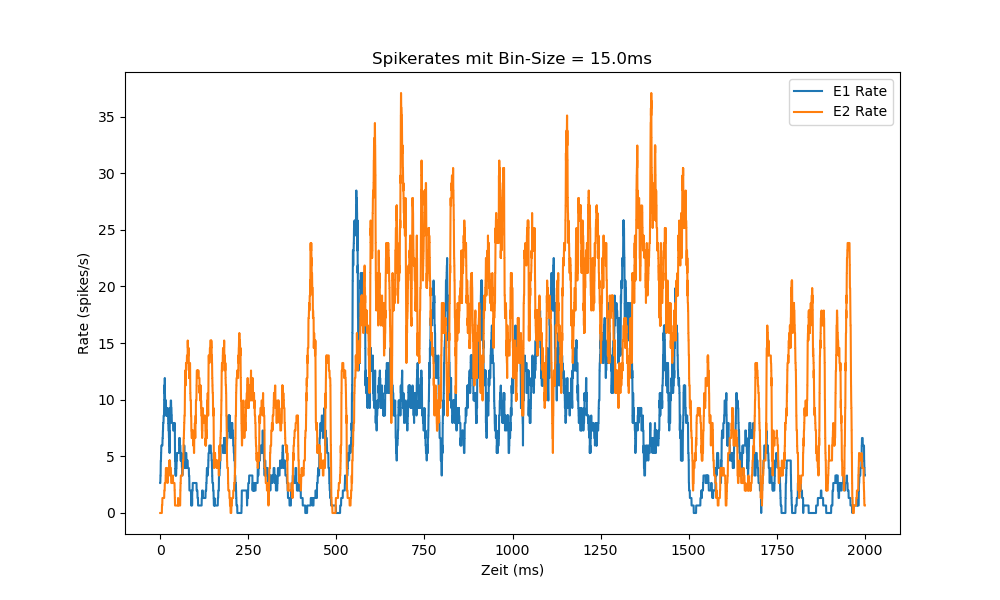 Spikerates mit Bin-Size = 15.0ms
E1 Rate
E2 Rate
Rate (spikes/s)
35
30
25
20
15
10
5
0
0 250 500 750 1000 1250 1500 1750 2000
Zeit (ms)